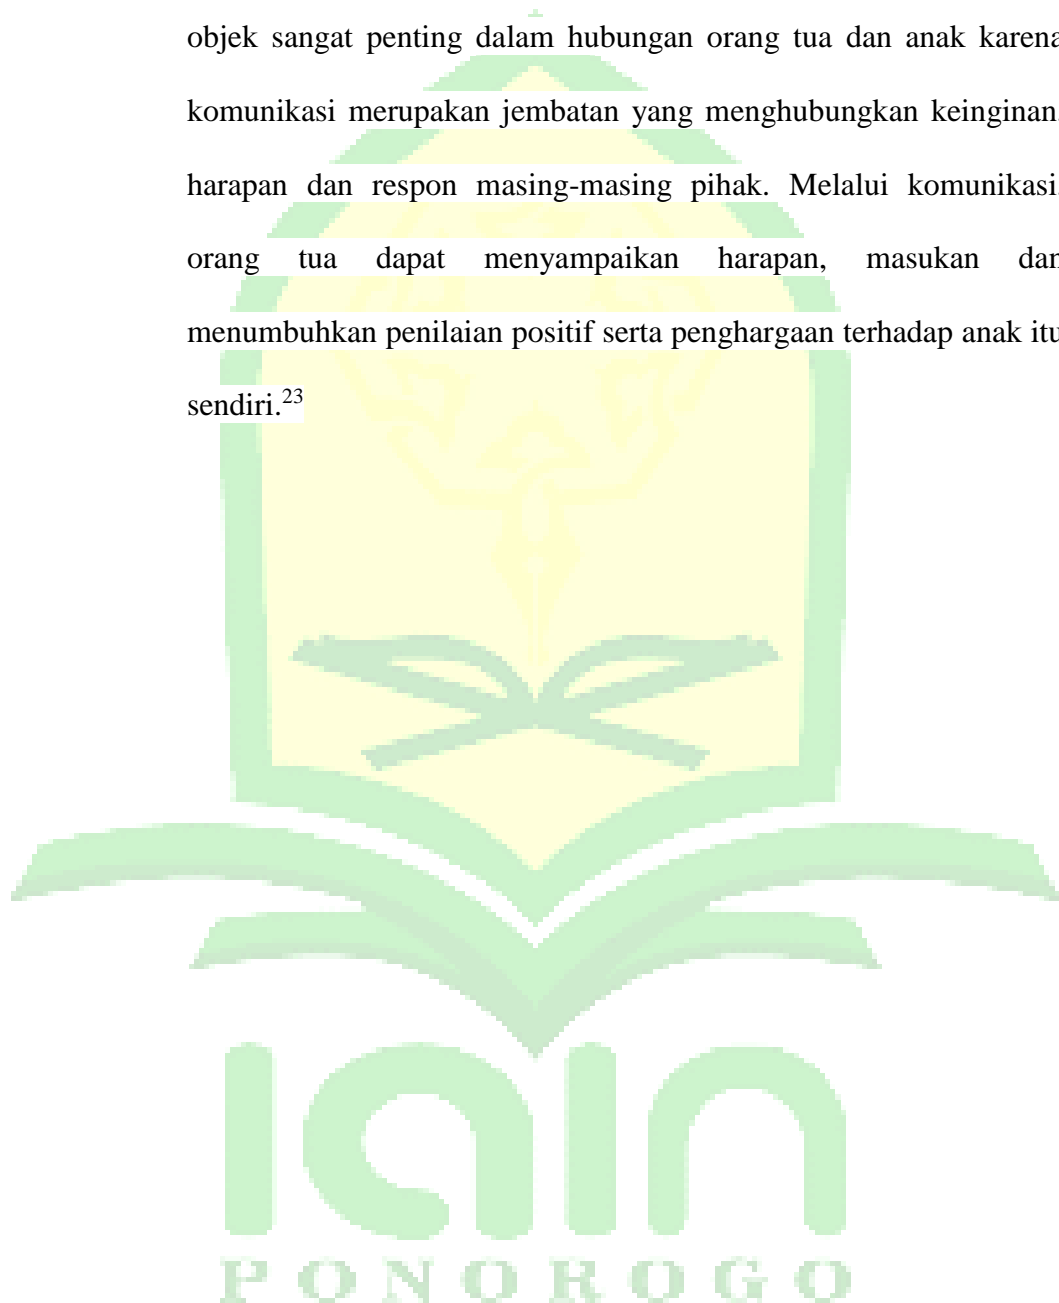 objek sangat penting dalam hubungan orang tua dan anak karena
komunikasi merupakan jembatan yang menghubungkan keinginan,
harapan dan respon masing-masing pihak. Melalui komunikasi,
orang tua dapat menyampaikan harapan, masukan dan
menumbuhkan penilaian positif serta penghargaan terhadap anak itu
sendiri.23
iain
PONOROGO